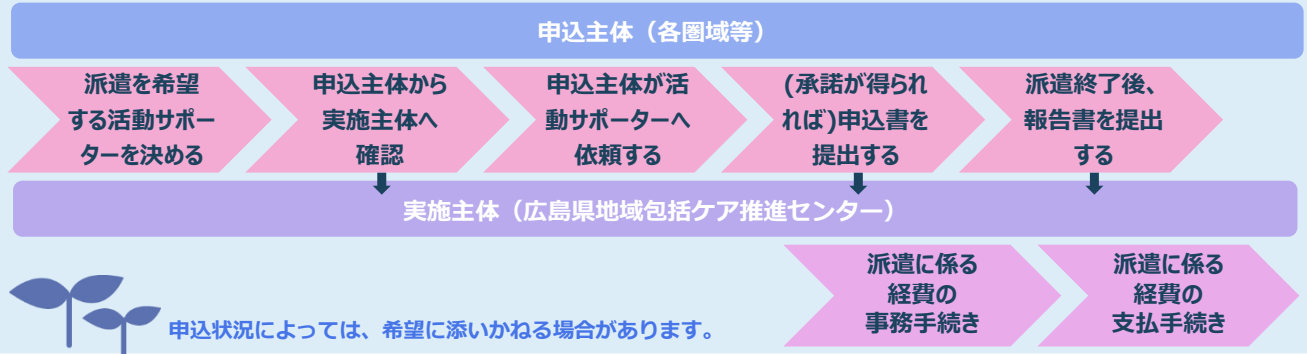 申込主体（各圏域等）
派遣を希望
する活動サポー
ターを決める
申込主体から
実施主体へ
確認
申込主体が活
動サポーターへ
依頼する
(承諾が得られ
れば)申込書を
提出する
派遣終了後、
報告書を提出
する
実施主体（広島県地域包括ケア推進センター）
派遣に係る
経費の
事務手続き
派遣に係る
経費の
支払手続き
申込状況によっては、希望に添いかねる場合があります。